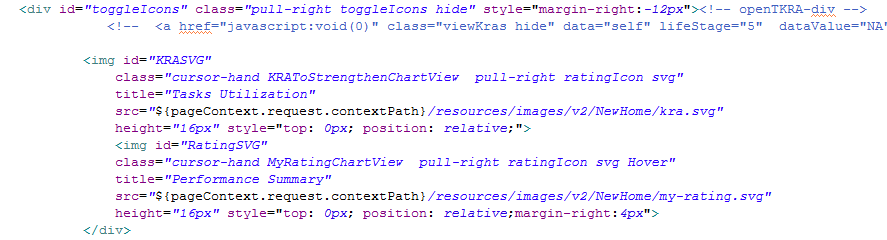 <div id="toggleIcons" class="pull-right toggleIcons hide" style="margin-right:-12px"><!-- openTKRA-div -->
<!--  <a href="javascript:void(0)" class="viewKras hide" data="self" lifeStage="5"  dataValue="NA'
<img id="KRASVG"
class="cursor-hand KRAToStrengthenChartView  pull-right ratingIcon svg"
title="Tasks Utilization"
src="${pageContext.request.contextPath}/resources/images/v2/NewHome/kra.svg"
height="16px" style="top: 0px; position: relative;">
<img id="RatingSVG"
class="cursor-hand MyRatingChartView  pull-right ratingIcon svg Hover"
title="Performance Summary"
src="${pageContext.request.contextPath}/resources/images/v2/NewHome/my-rating.svg"
height="16px" style="top: 0px; position: relative;margin-right:4px">
</div>